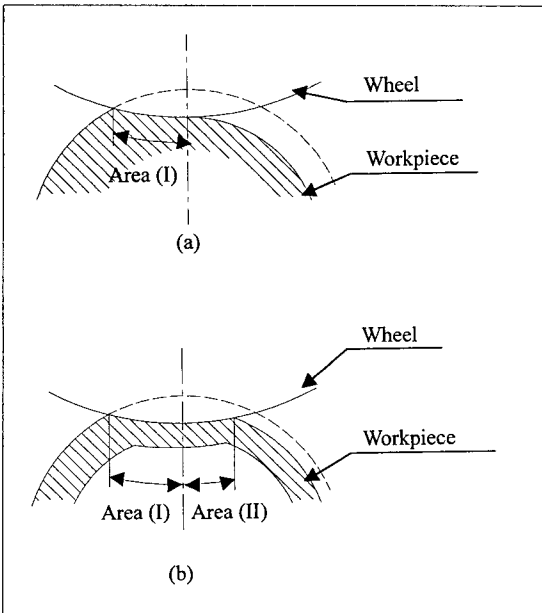 Wheel
Workpiece
Area (I)
(a)
Wheel
Workpiece
Area (I) Area (II)
(b)